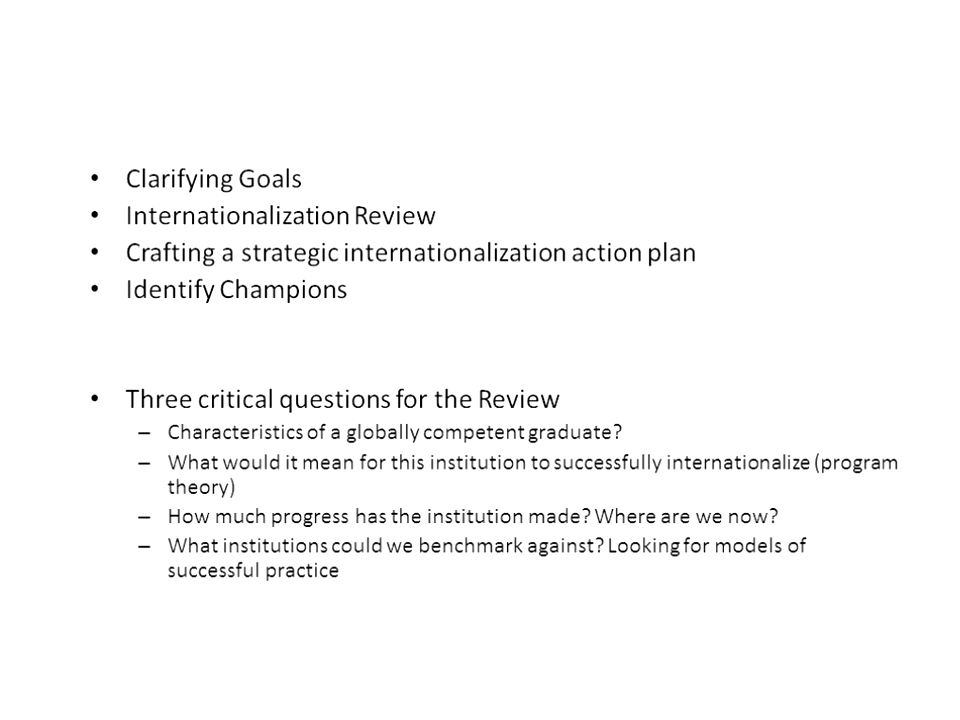 • Clarifying Goals
• Internationalization Review
• Crafting a strategic internationalization action plan
• Identify Champions
• Three critical questions for the Review
– Characteristics of a globally competent graduate?
– What would it mean for this institution to successfully internationalize (program
theory)
– How much progress has the institution made? Where are we now?
– What institutions could we benchmark against? Looking for models of
successful practice